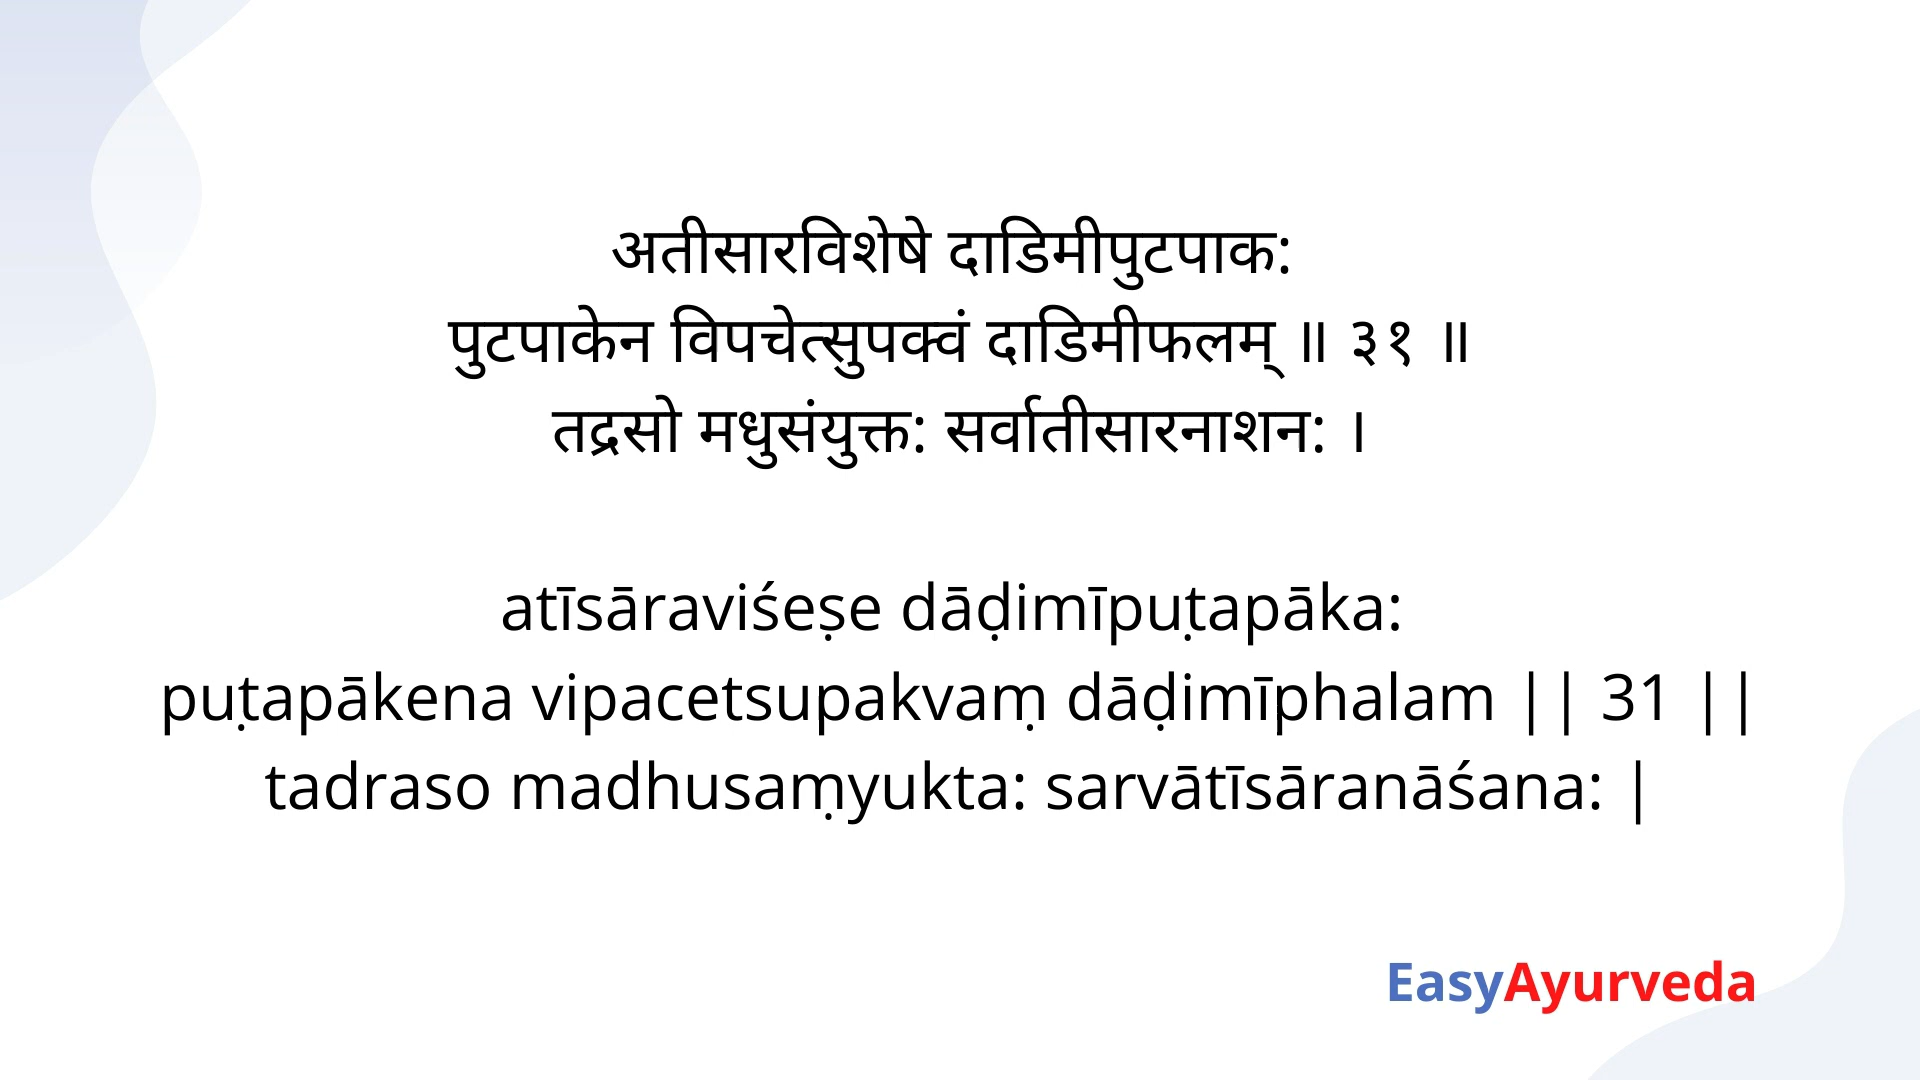 अतीसारविशेषे दाडिमीपुटपाक:
पुटपाकेन विपचेत्सुपक्वं दाडिमीफलम् ॥ ३१ ॥
तद्रसो मधुसंयुक्त: सर्वातीसारनाशन: ।
atīsāraviśeṣe dāḍimīpuṭapāka:
puṭapākena vipacetsupakvaṃ dāḍimīphalam || 31 ||
tadraso madhusaṃyukta: sarvātīsāranāśana: |
EasyAyurveda